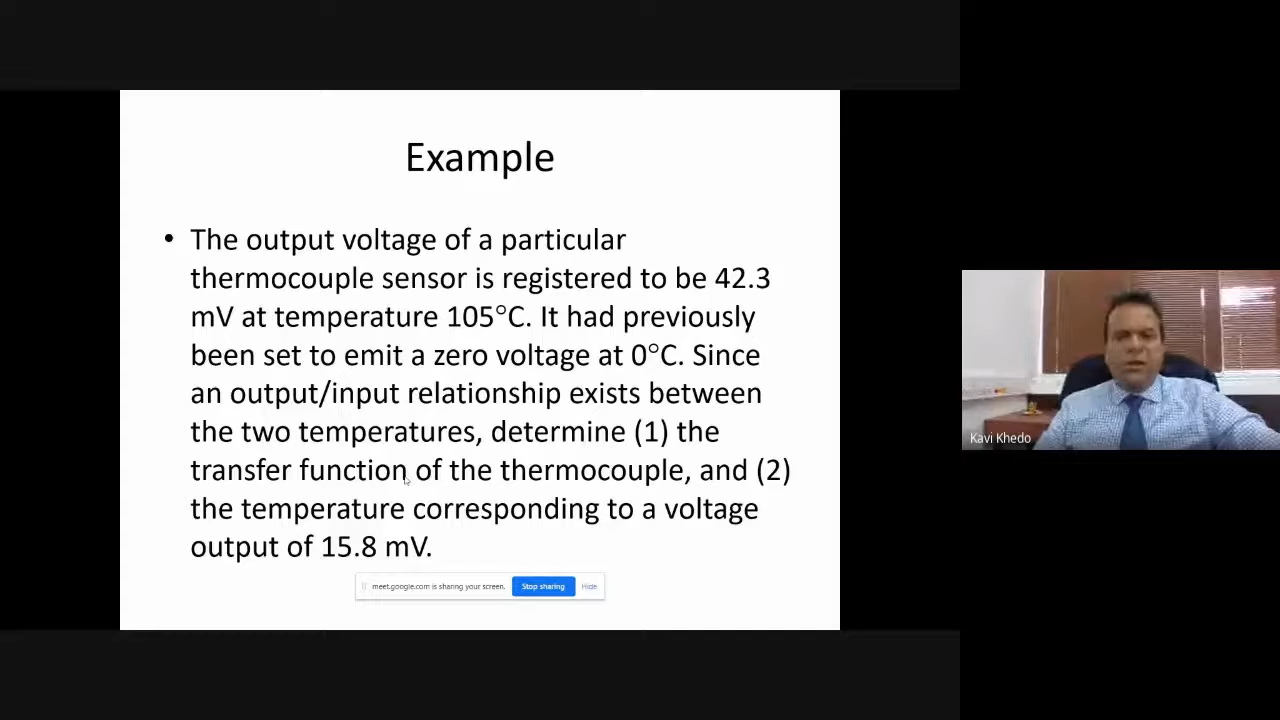 Example
• The output voltage of a particular
thermocouple sensor is registered to be 42.3
mV at temperature 105°C. It had previously
been set to emit a zero voltage at 0°C. Since
an output/input relationship exists between
the two temperatures, determine (1) the
transfer function of the thermocouple, and (2)
the temperature corresponding to a voltage
output of 15.8 mV.
meet.google.com is sharing your screen.
Stop sharing
Hide
Kavi Khedo